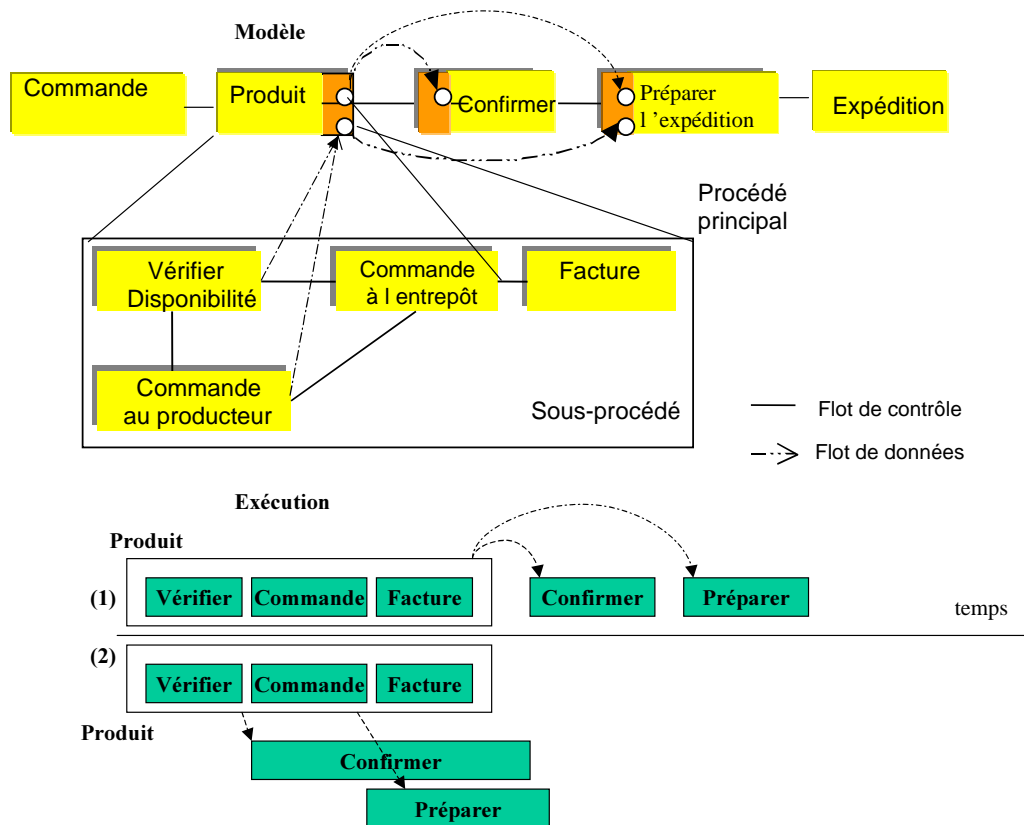 Modèle
Commande
Produit
Confirmer
Préparer
l ’expédition
Expédition
Procédé
principal
Vérifier
Disponibilité
Commande
à l entrepôt
Facture
Commande
au producteur
Sous-procédé
Flot de contrôle
Flot de données
Exécution
Produit
(1)
Vérifier
Commande
Facture
Confirmer
Préparer
temps
(2)
Vérifier
Commande
Facture
Produit
Confirmer
Préparer